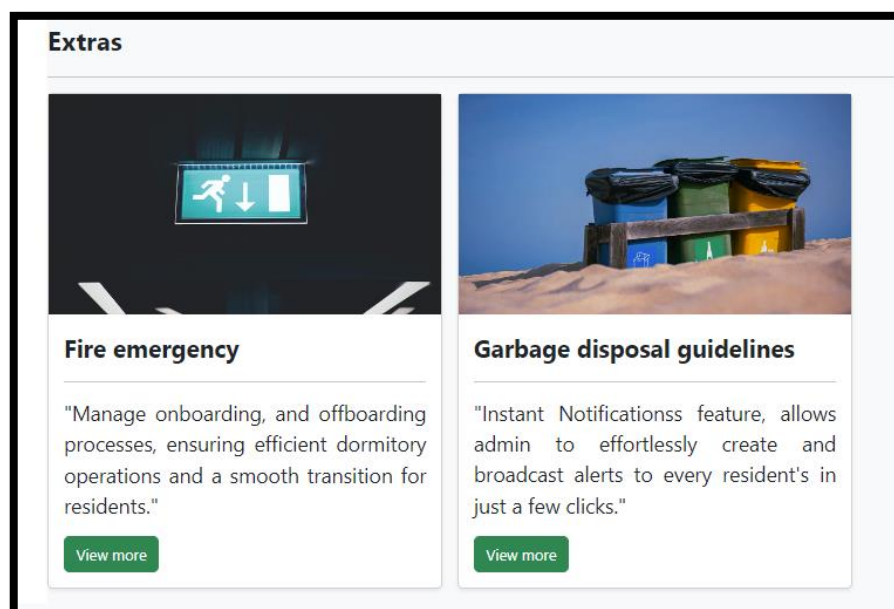 Extras
Fire emergency
"Manage onboarding, and offboarding
processes, ensuring efficient dormitory
operations and a smooth transition for
residents."
View more
Garbage disposal guidelines
"Instant Notificationss feature, allows
admin to effortlessly create and
broadcast alerts to every resident's in
just a few clicks."
View more